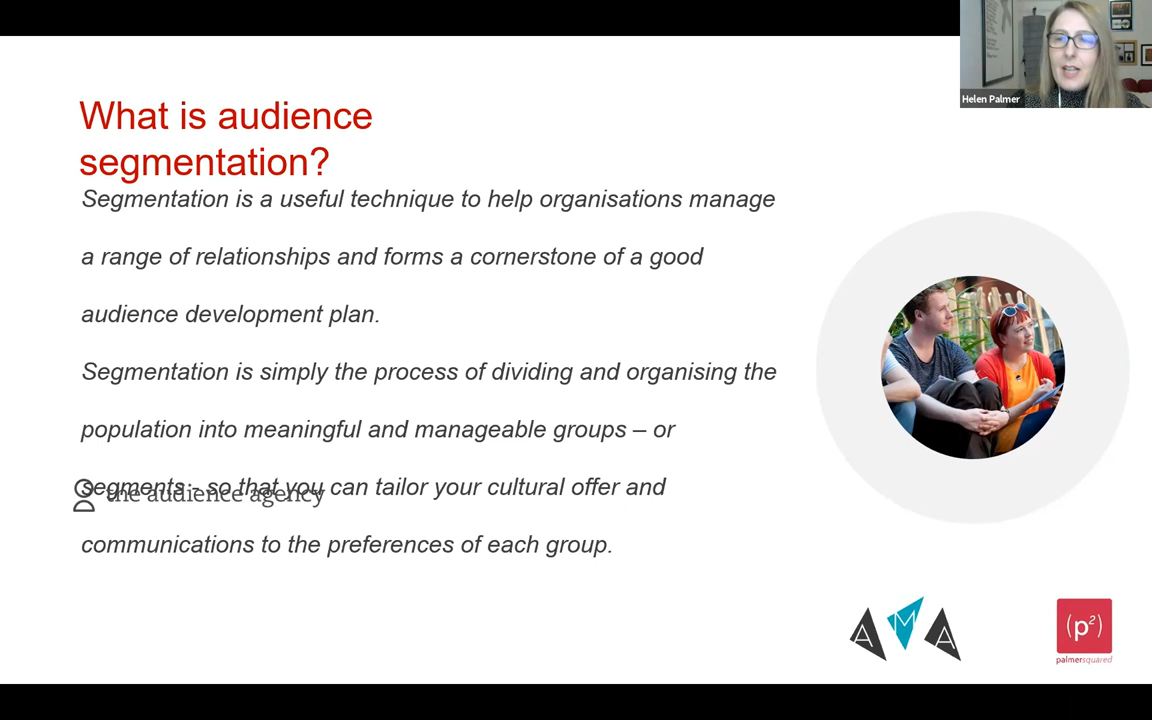 Helen Palmer
What is audience
segmentation?
Segmentation is a useful technique to help organisations manage
a range of relationships and forms a cornerstone of a good
audience development plan.
Segmentation is simply the process of dividing and organising the
population into meaningful and manageable groups – or
segments - so that you can tailor your cultural offer and
the audience agency
communications to the preferences of each group.
AMA
(p²)
palmersquared